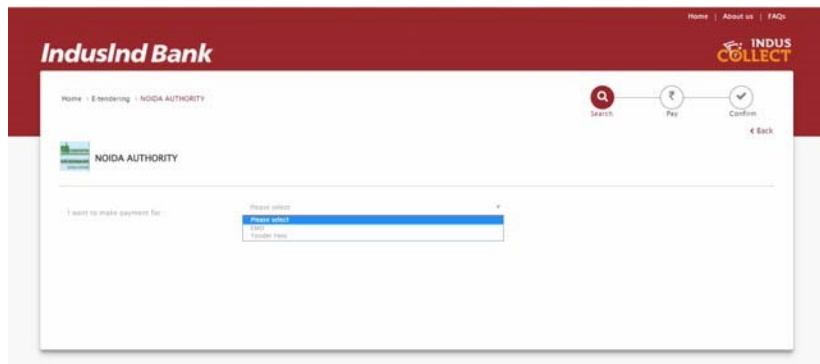 Home | About us | FAQs
IndusInd Bank
INDUS
COLLECT
Home > E-tendering > NOIDA AUTHORITY
Search
₹
Pay
Confirm
< Back
NOIDA AUTHORITY
I want to make payment for
Please select
Please select
EMD
Tender Fees